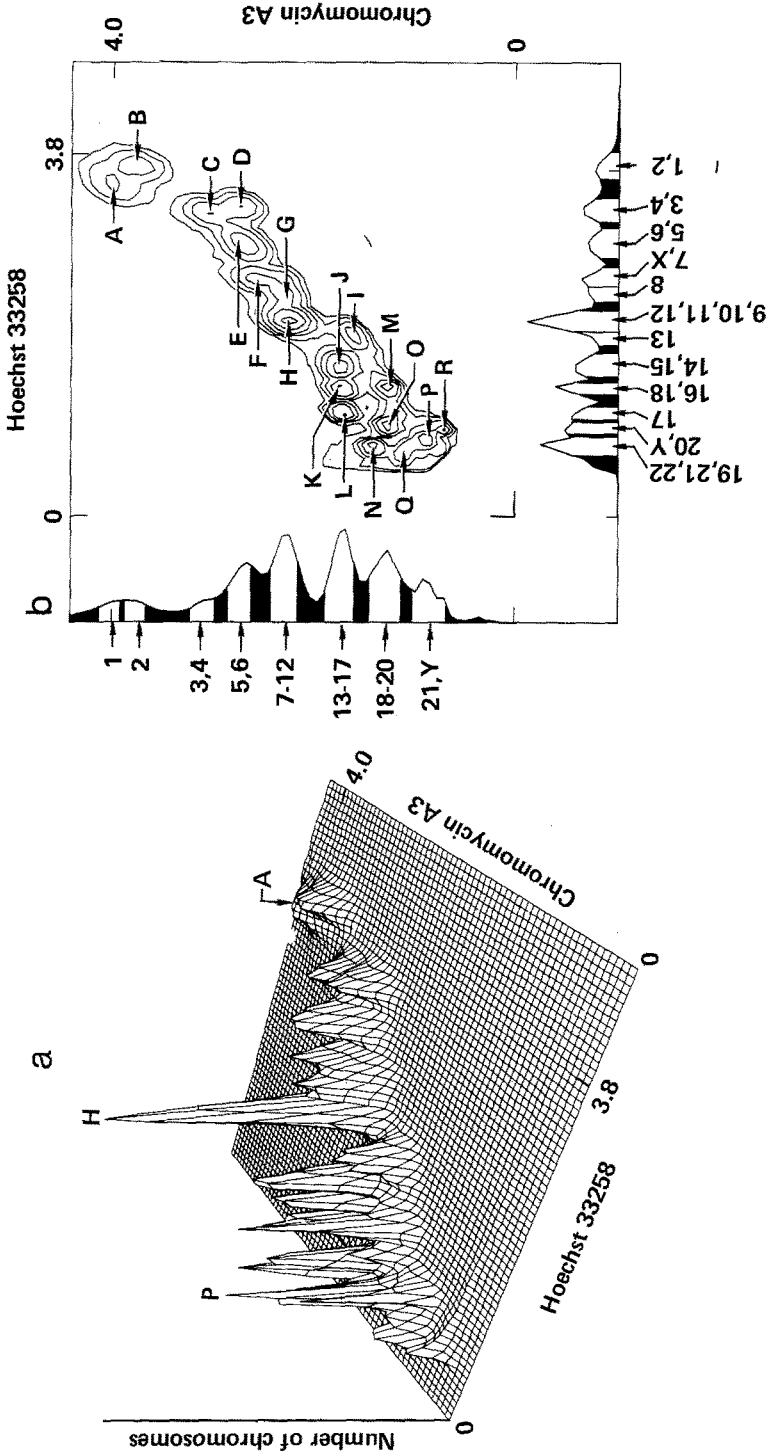 a
Number of chromosomes
H
P
A
0
Hoechst 33258
3.8
0
Chromomycin A3
4.0
b
Hoechst 33258
0
3.8
4.0
0
Chromomycin A3
A
B
C
D
E
F
G
H
I
J
K
L
M
N
O
P
Q
R
1
2
3,4
5,6
7-12
13-17
18-20
21,Y
19,21,22
20,Y
17
16,18
14,15
13
9,10,11,12
8
7,X
5,6
3,4
1,2